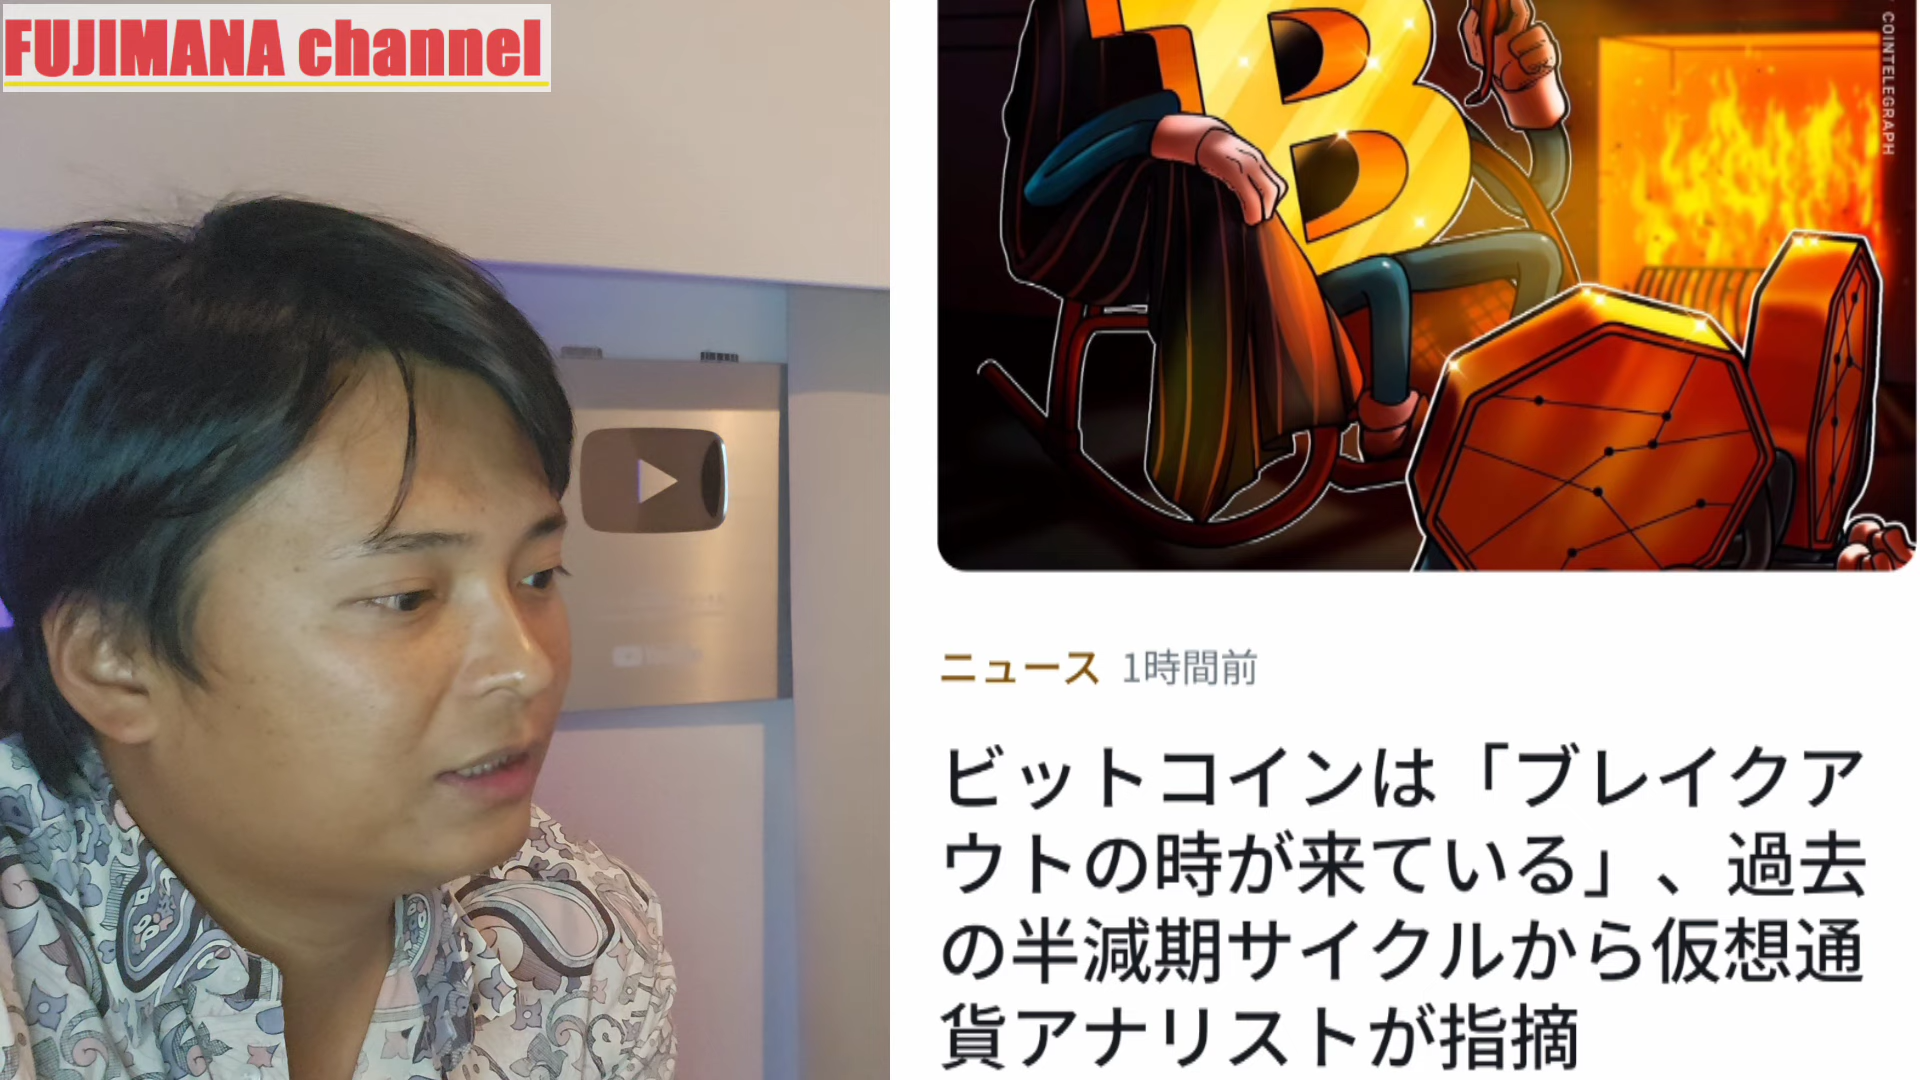 FUJIMANA channel
COINTELEGRAPH
ニュース 1時間前
ビットコインは「ブレイクア
ウトの時が来ている」、過去
の半減期サイクルから仮想通
貨アナリストが指摘